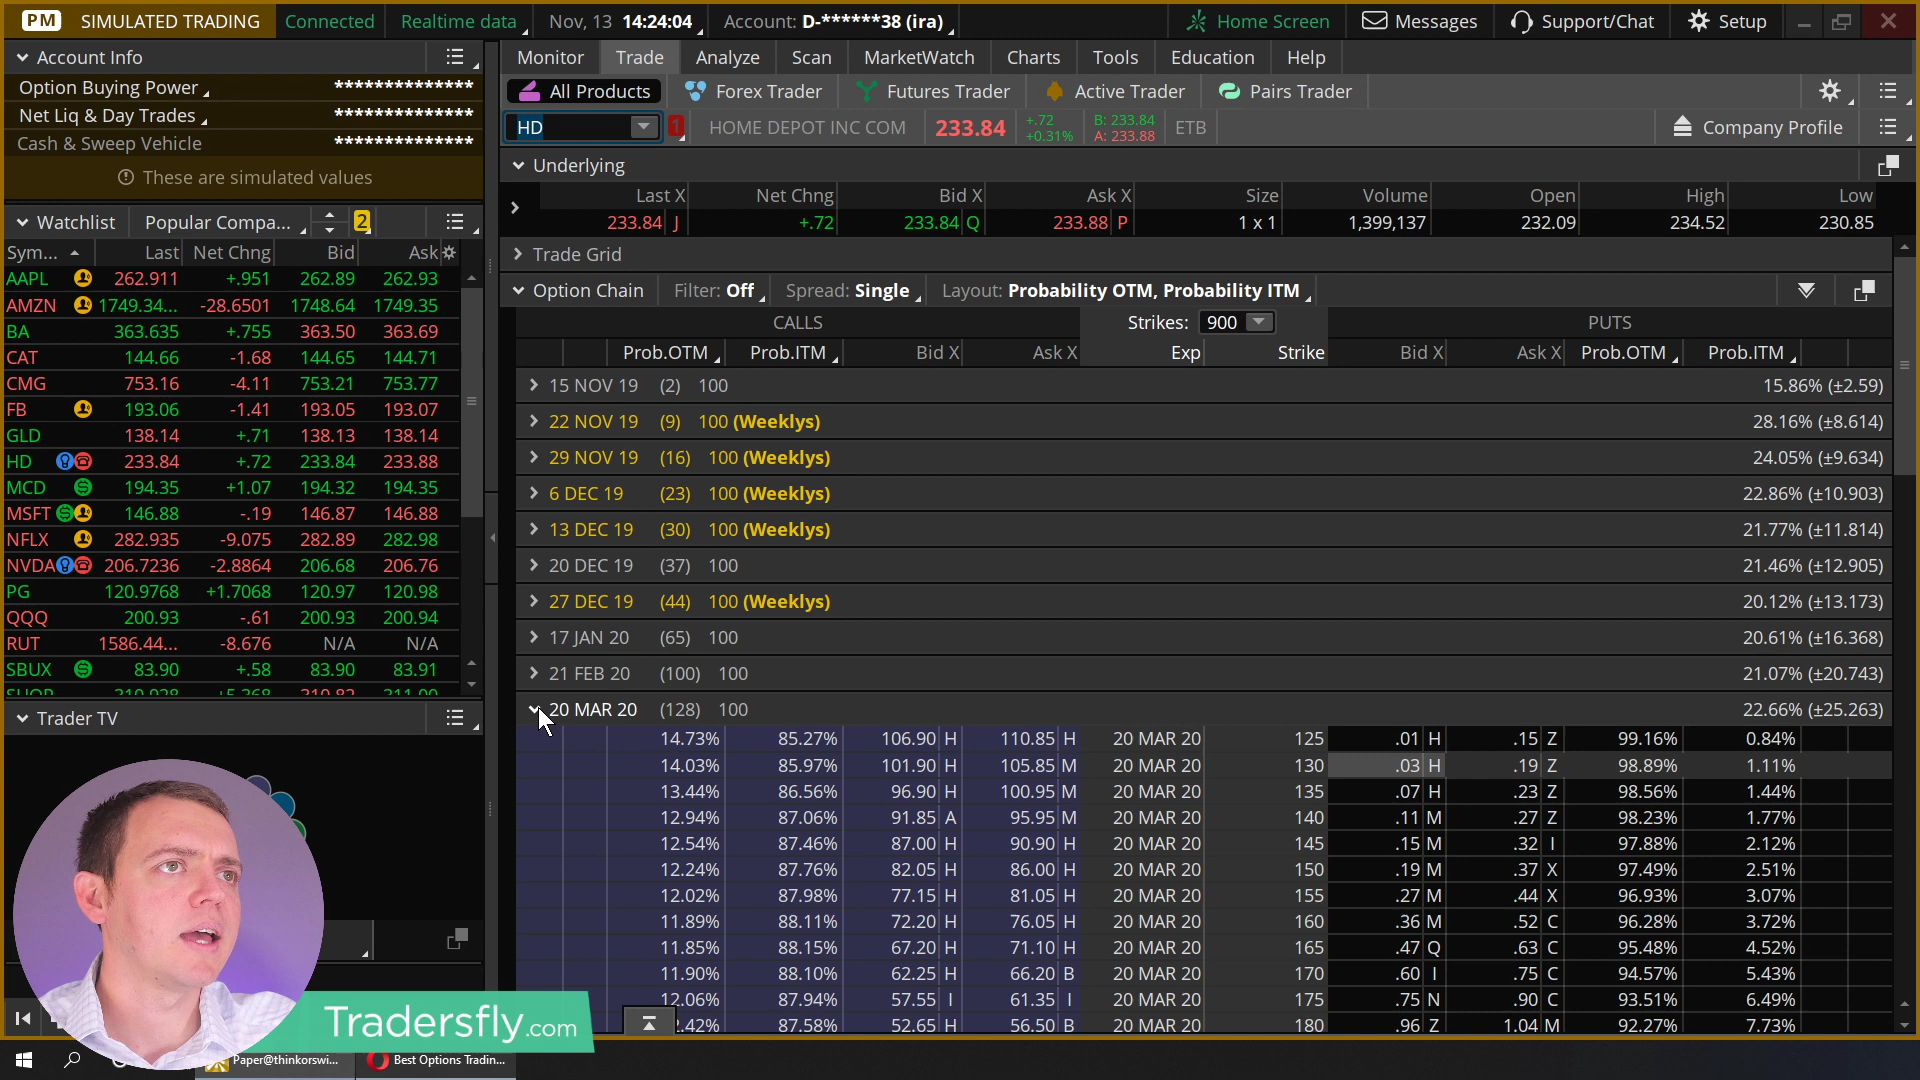 PM SIMULATED TRADING Connected Realtime data Nov, 13 14:24:04 Account: D-******38 (ira) Home Screen Messages Support/Chat Setup
Account Info
Option Buying Power **************
Net Liq & Day Trades **************
Cash & Sweep Vehicle **************
These are simulated values
Watchlist Popular Compa... 2
Sym... Last Net Chng Bid Ask
AAPL 262.911 +.951 262.89 262.93
AMZN 1749.34... -28.6501 1748.64 1749.35
BA 363.635 +.755 363.50 363.69
CAT 144.66 -1.68 144.65 144.71
CMG 753.16 -4.11 753.21 753.77
FB 193.06 -1.41 193.05 193.07
GLD 138.14 +.71 138.13 138.14
HD 233.84 +.72 233.84 233.88
MCD 194.35 +1.07 194.32 194.35
MSFT 146.88 -.19 146.87 146.88
NFLX 282.935 -9.075 282.89 282.98
NVDA 206.7236 -2.8864 206.68 206.76
PG 120.9768 +1.7068 120.97 120.98
QQQ 200.93 -.61 200.93 200.94
RUT 1586.44... -8.676 N/A N/A
SBUX 83.90 +.58 83.90 83.91
Trader TV
Monitor Trade Analyze Scan MarketWatch Charts Tools Education Help
All Products Forex Trader Futures Trader Active Trader Pairs Trader
HD 1 HOME DEPOT INC COM 233.84 +.72 +0.31% B: 233.84 A: 233.88 ETB Company Profile
Underlying
Last X Net Chng Bid X Ask X Size Volume Open High Low
233.84 J +.72 233.84 Q 233.88 P 1 x 1 1,399,137 232.09 234.52 230.85
Trade Grid
Option Chain Filter: Off Spread: Single Layout: Probability OTM, Probability ITM
CALLS Strikes: 900 PUTS
Prob.OTM Prob.ITM Bid X Ask X Exp Strike Bid X Ask X Prob.OTM Prob.ITM
15 NOV 19 (2) 100 15.86% (±2.59)
22 NOV 19 (9) 100 (Weeklys) 28.16% (±8.614)
29 NOV 19 (16) 100 (Weeklys) 24.05% (±9.634)
6 DEC 19 (23) 100 (Weeklys) 22.86% (±10.903)
13 DEC 19 (30) 100 (Weeklys) 21.77% (±11.814)
20 DEC 19 (37) 100 21.46% (±12.905)
27 DEC 19 (44) 100 (Weeklys) 20.12% (±13.173)
17 JAN 20 (65) 100 20.61% (±16.368)
21 FEB 20 (100) 100 21.07% (±20.743)
20 MAR 20 (128) 100 22.66% (±25.263)
14.73% 85.27% 106.90 H 110.85 H 20 MAR 20 125 .01 H .15 Z 99.16% 0.84%
14.03% 85.97% 101.90 H 105.85 M 20 MAR 20 130 .03 H .19 Z 98.89% 1.11%
13.44% 86.56% 96.90 H 100.95 M 20 MAR 20 135 .07 H .23 Z 98.56% 1.44%
12.94% 87.06% 91.85 A 95.95 M 20 MAR 20 140 .11 M .27 Z 98.23% 1.77%
12.54% 87.46% 87.00 H 90.90 H 20 MAR 20 145 .15 M .32 I 97.88% 2.12%
12.24% 87.76% 82.05 H 86.00 H 20 MAR 20 150 .19 M .37 X 97.49% 2.51%
12.02% 87.98% 77.15 H 81.05 H 20 MAR 20 155 .27 M .44 X 96.93% 3.07%
11.89% 88.11% 72.20 H 76.05 H 20 MAR 20 160 .36 M .52 C 96.28% 3.72%
11.85% 88.15% 67.20 H 71.10 H 20 MAR 20 165 .47 Q .63 C 95.48% 4.52%
11.90% 88.10% 62.25 H 66.20 B 20 MAR 20 170 .60 I .75 C 94.57% 5.43%
12.06% 87.94% 57.55 I 61.35 I 20 MAR 20 175 .75 N .90 C 93.51% 6.49%
2.42% 87.58% 52.65 H 56.50 B 20 MAR 20 180 .96 Z 1.04 M 92.27% 7.73%
Tradersfly.com
Paper@thinkorswi... Best Options Tradin...